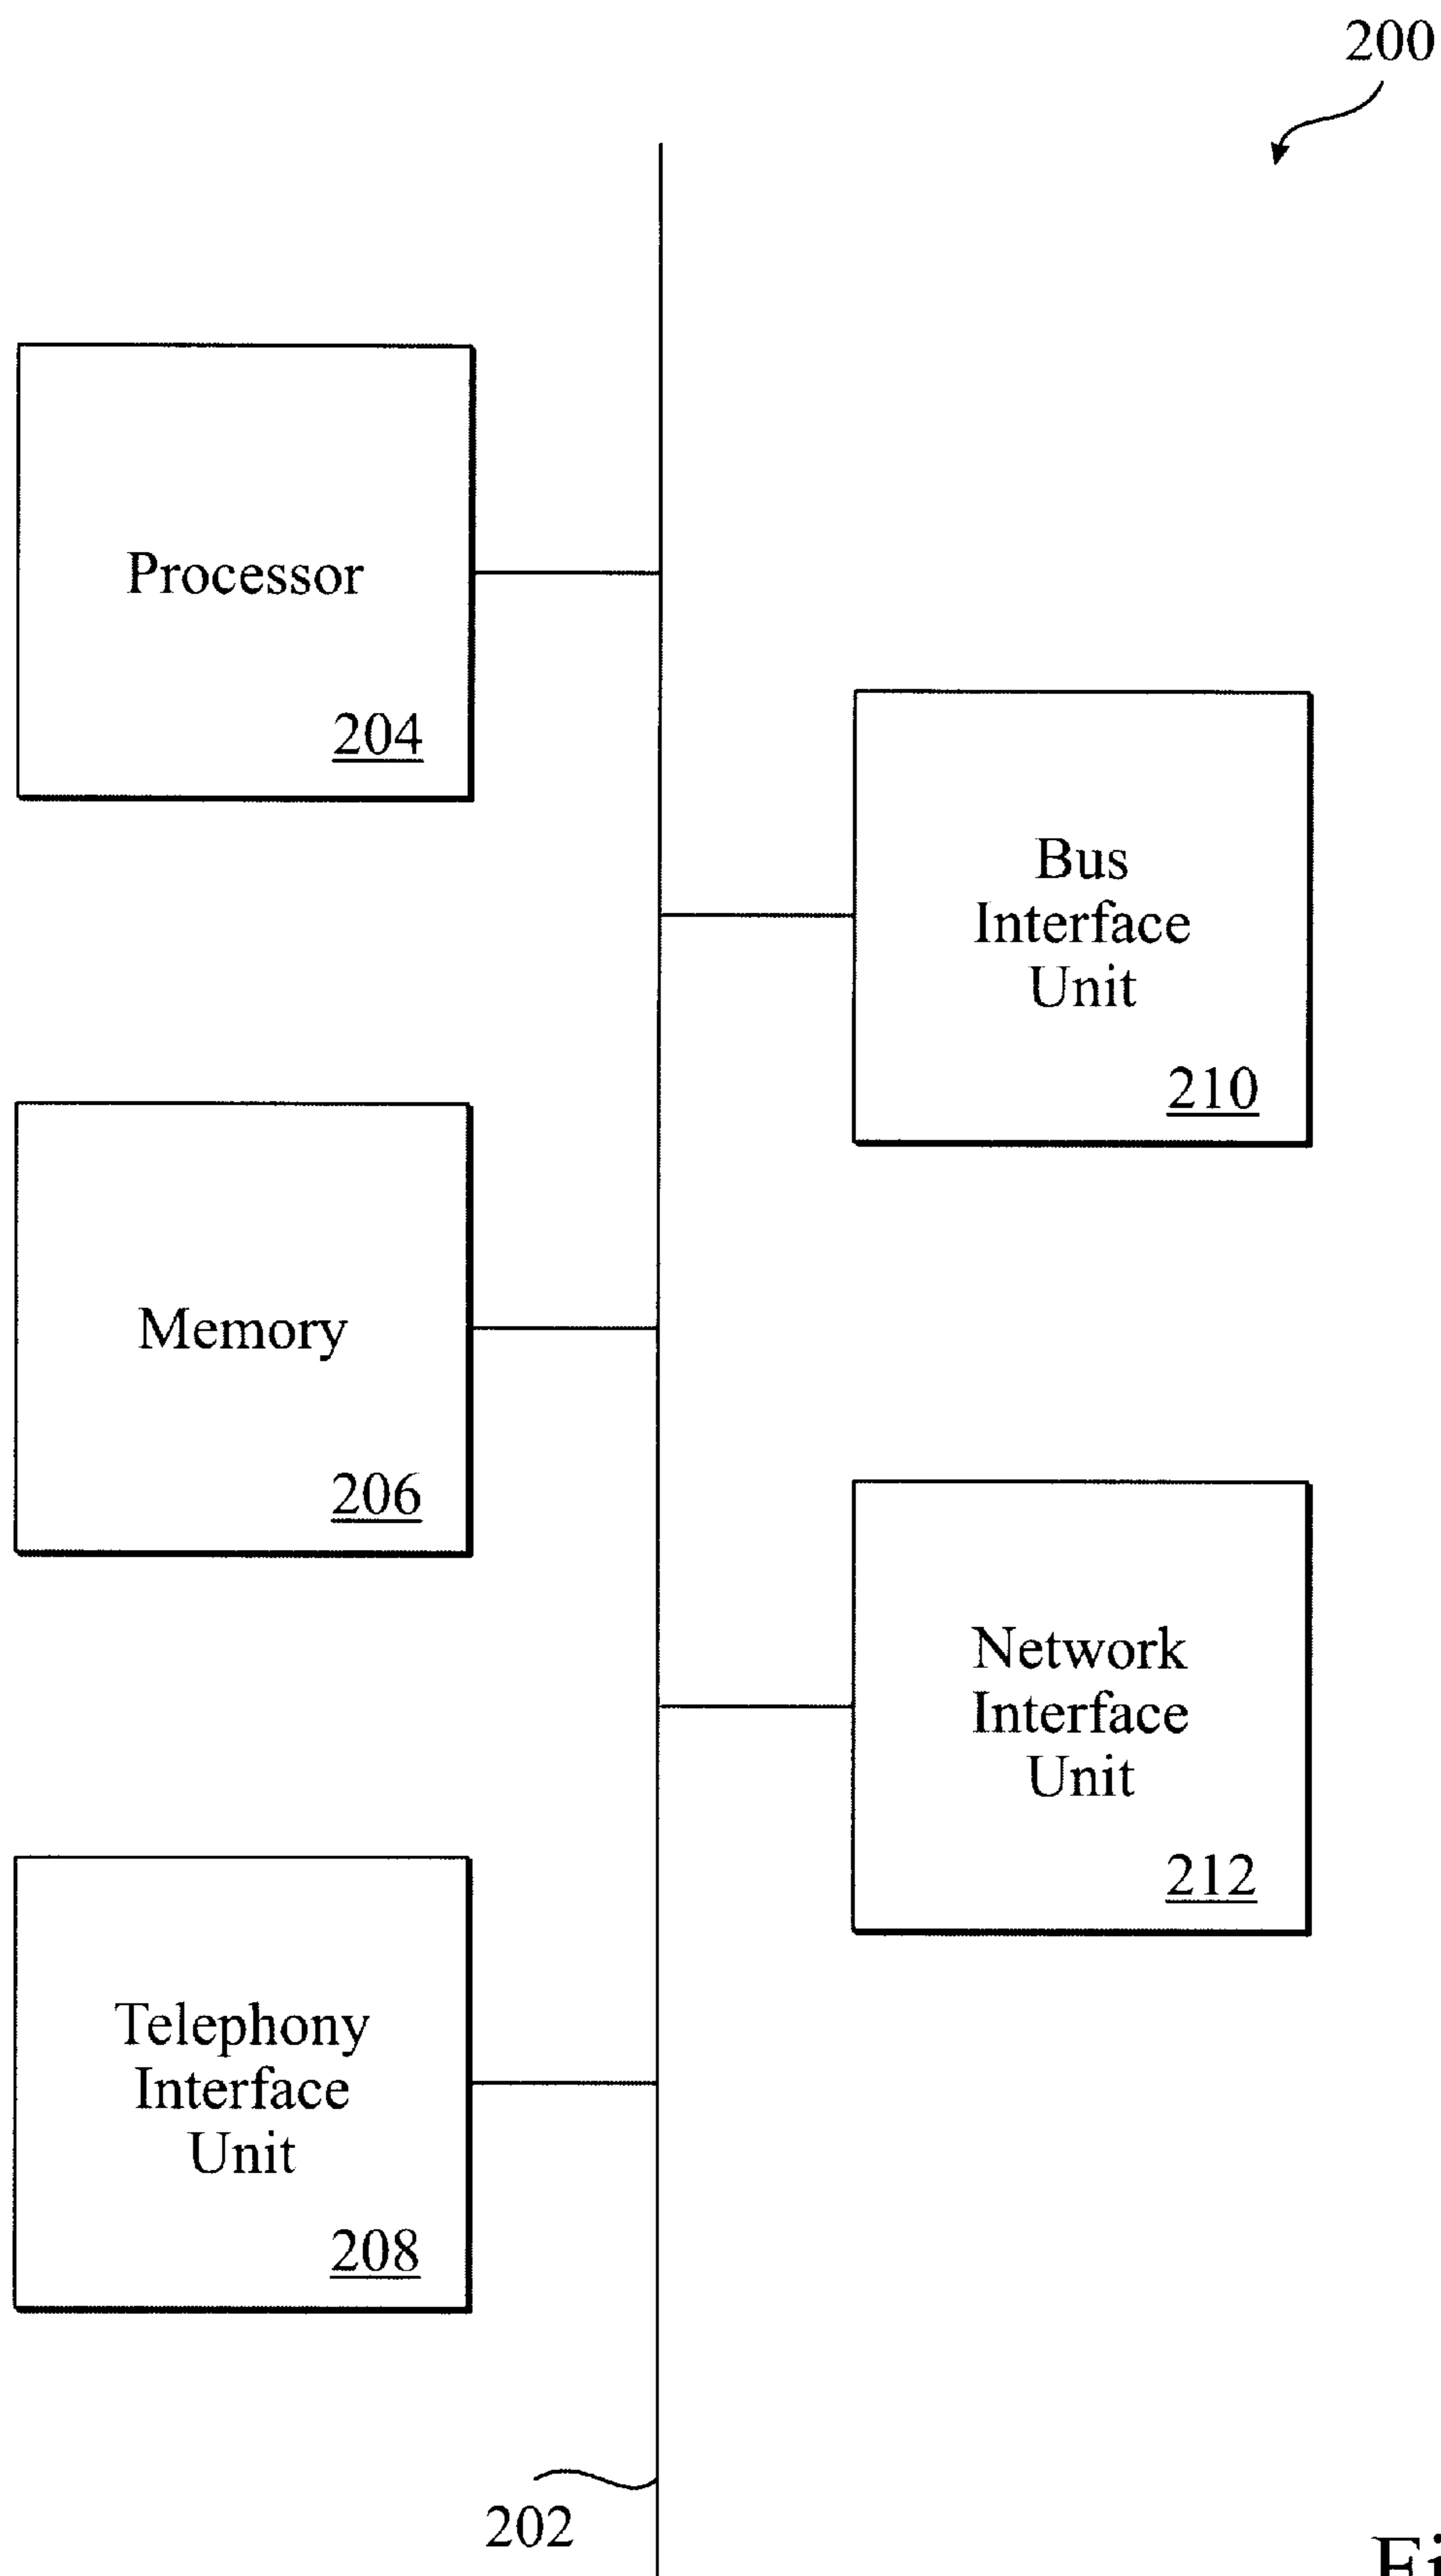 200
Processor
204
Bus
Interface
Unit
210
Memory
206
Network
Interface
Unit
212
Telephony
Interface
Unit
208
202